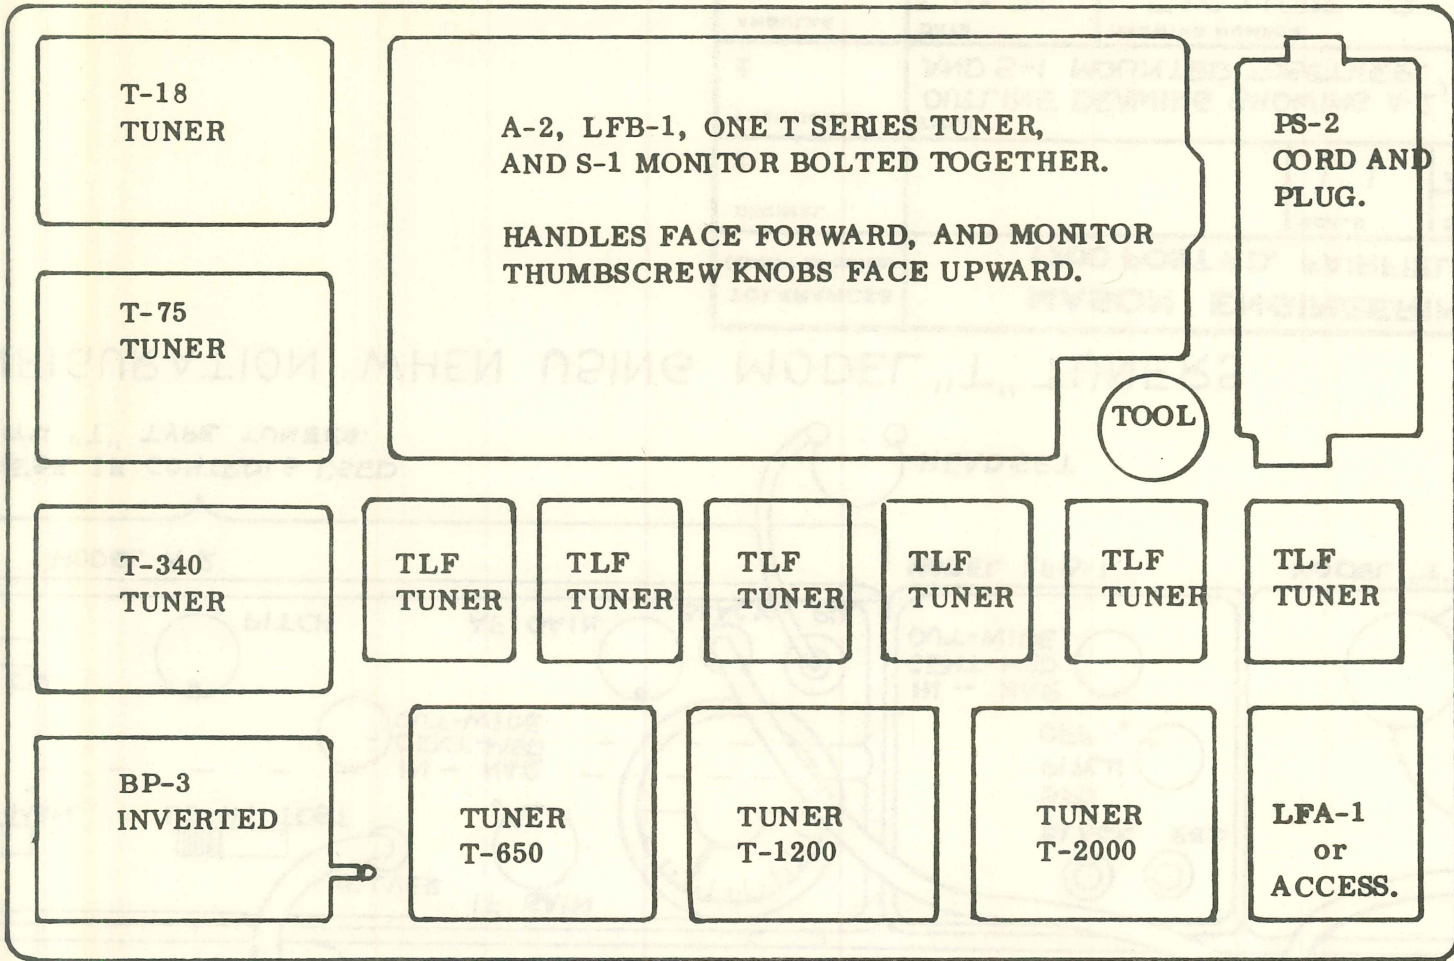 T-18
TUNER
A-2, LFB-1, ONE T SERIES TUNER,
AND S-1 MONITOR BOLTED TOGETHER.
HANDLES FACE FORWARD, AND MONITOR
THUMBSCREW KNOBS FACE UPWARD.
PS-2
CORD AND
PLUG.
T-75
TUNER
TOOL
T-340
TUNER
TLF
TUNER
TLF
TUNER
TLF
TUNER
TLF
TUNER
TLF
TUNER
TLF
TUNER
BP-3
INVERTED
TUNER
T-650
TUNER
T-1200
TUNER
T-2000
LFA-1
or
ACCESS.